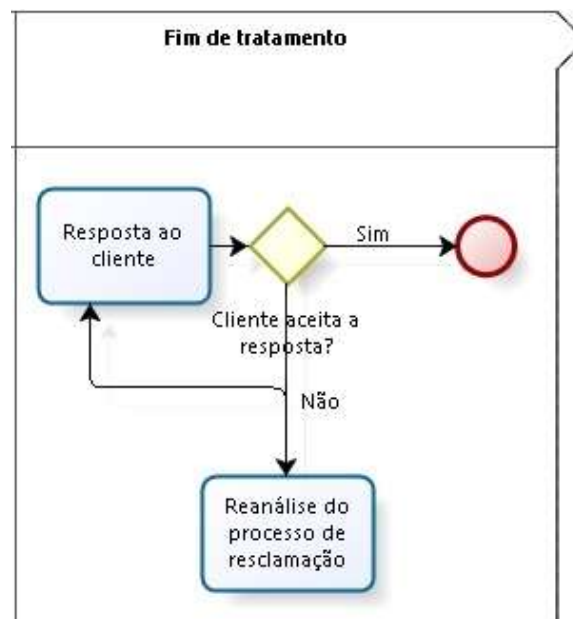 Fim de tratamento
Resposta ao
cliente
Sim
Cliente aceita a
resposta?
Não
Reanálise do
processo de
resclamação